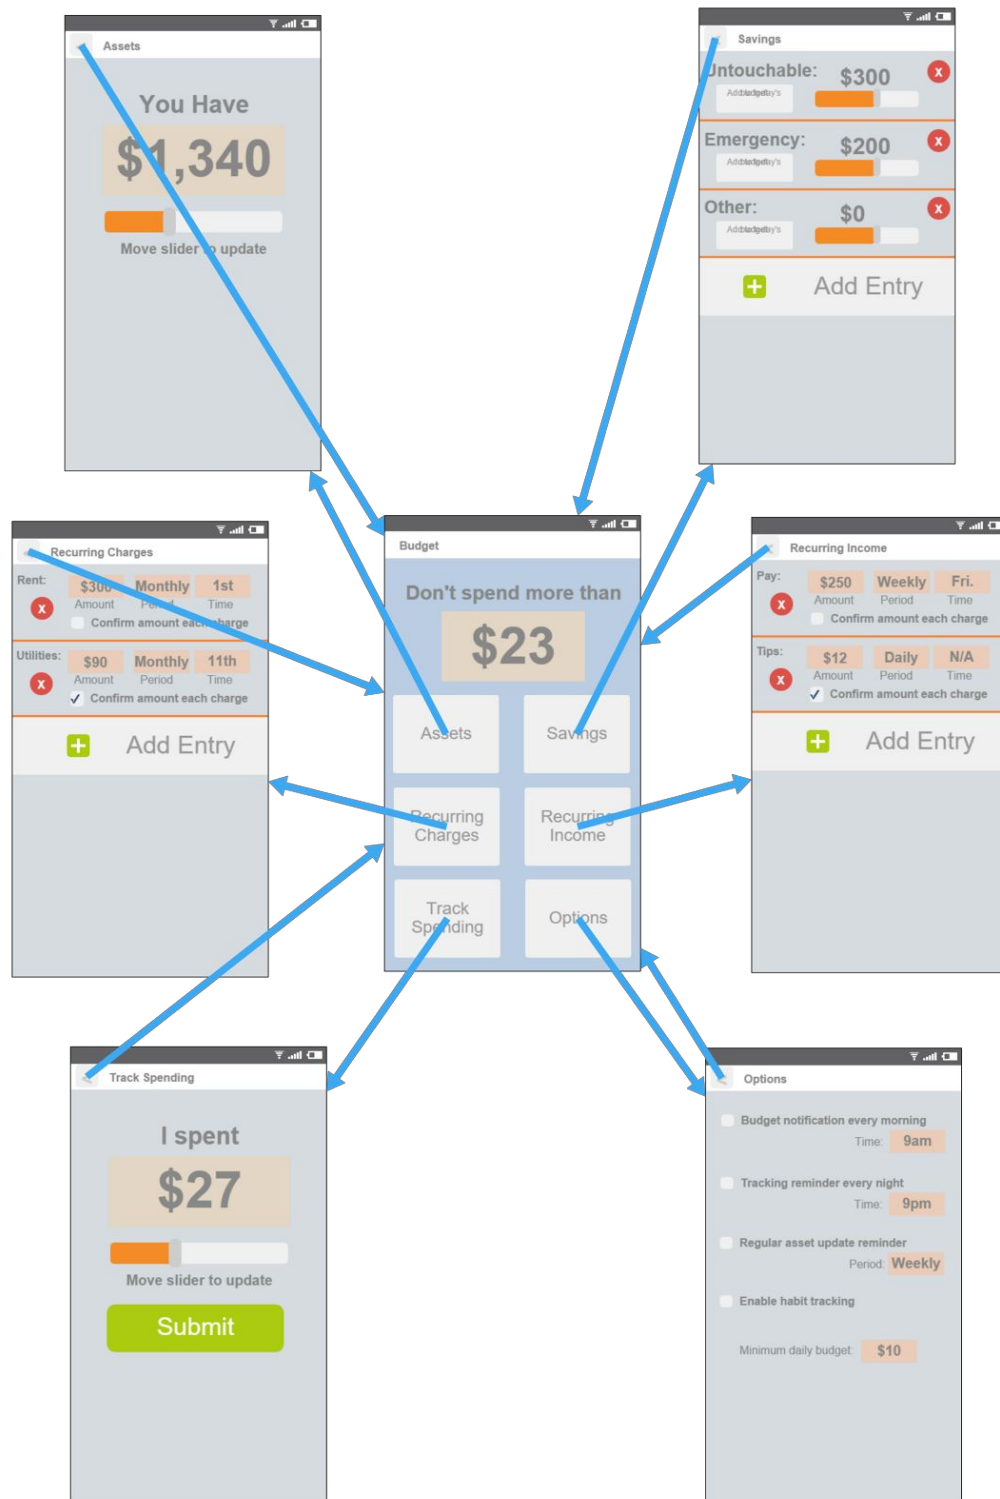 Assets
You Have
$1,340
Move slider to update
Savings
Untouchable:
$300
X
Emergency:
$200
X
Other:
$0
X
+ Add Entry
Recurring Charges
Rent:
$300 Monthly 1st
X
Amount Period Time
Confirm amount each charge
Utilities:
$90 Monthly 11th
X
Amount Period Time
Confirm amount each charge
+ Add Entry
Budget
Don't spend more than
$23
Assets
Savings
Recurring
Charges
Recurring
Income
Track
Spending
Options
Recurring Income
Pay:
$250 Weekly Fri.
X
Amount Period Time
Confirm amount each charge
Tips:
$12 Daily N/A
X
Amount Period Time
Confirm amount each charge
+ Add Entry
Track Spending
I spent
$27
Move slider to update
Submit
Options
Budget notification every morning
Time: 9am
Tracking reminder every night
Time: 9pm
Regular asset update reminder
Period: Weekly
Enable habit tracking
Minimum daily budget: $10